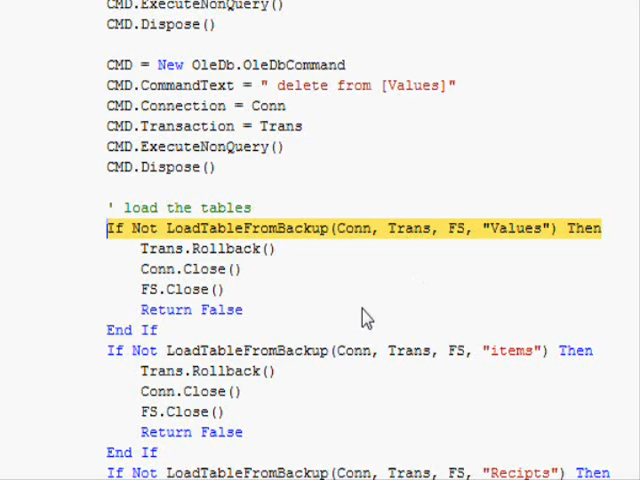 CMD.ExecuteNonQuery()
CMD.Dispose()
CMD = New OleDb.OleDbCommand
CMD.CommandText = " delete from [Values]"
CMD.Connection = Conn
CMD.Transaction = Trans
CMD.ExecuteNonQuery()
CMD.Dispose()
' load the tables
If Not LoadTableFromBackup(Conn, Trans, FS, "Values") Then
Trans.Rollback()
Conn.Close()
FS.Close()
Return False
End If
If Not LoadTableFromBackup(Conn, Trans, FS, "items") Then
Trans.Rollback()
Conn.Close()
FS.Close()
Return False
End If
If Not LoadTableFromBackup(Conn, Trans, FS, "Recipts") Then